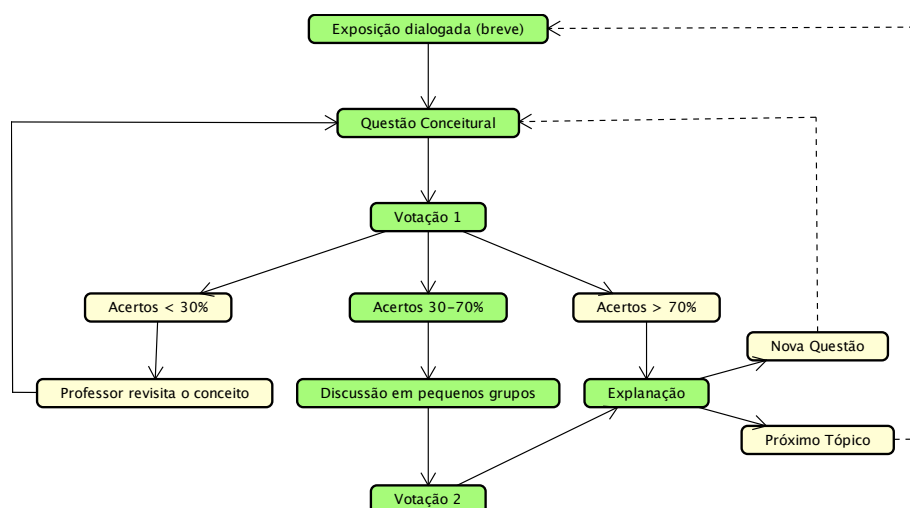 Exposição dialogada (breve)
Questão Conceitural
Votação 1
Acertos < 30%
Acertos 30-70%
Acertos > 70%
Nova Questão
Professor revisita o conceito
Discussão em pequenos grupos
Explanação
Próximo Tópico
Votação 2